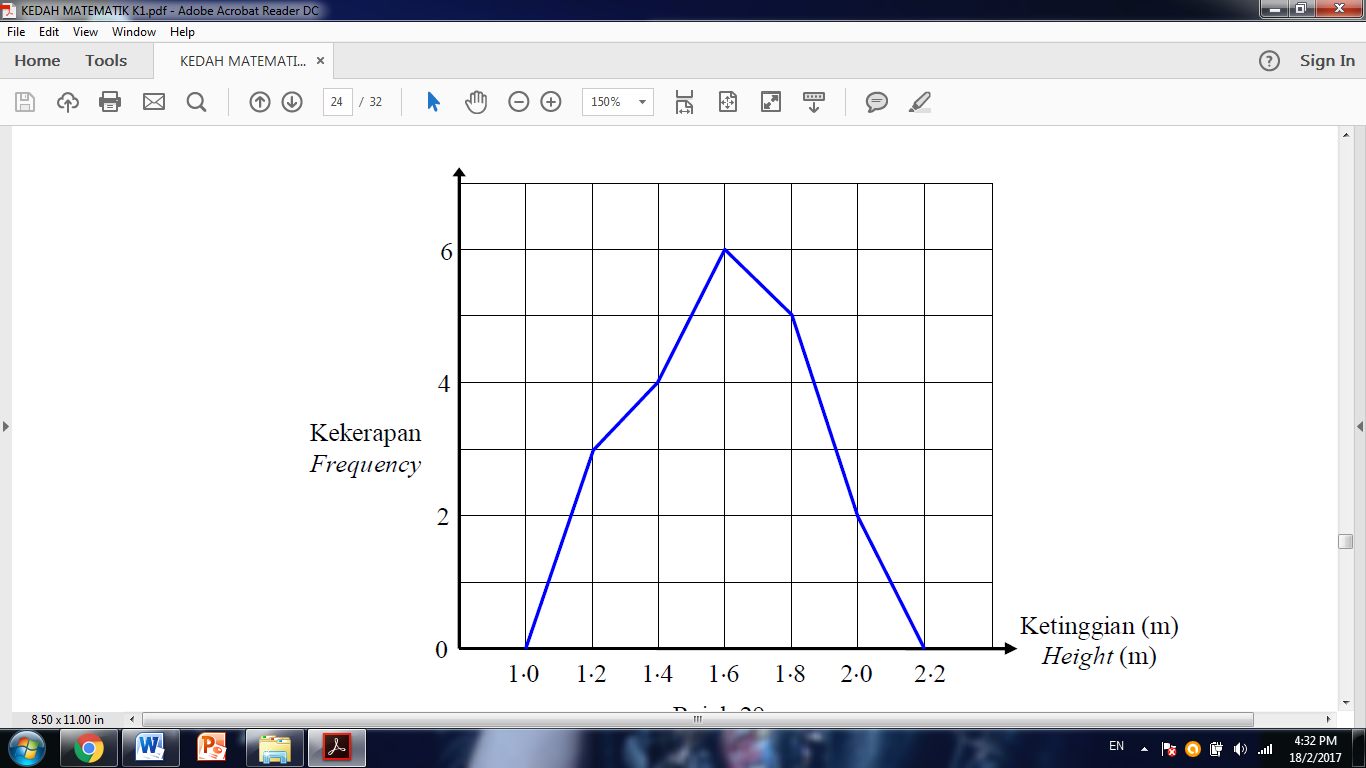 KEDAH MATEMATIK K1.pdf - Adobe Acrobat Reader DC
File Edit View Window Help
Home Tools KEDAH MATEMATI... × Sign In
24 / 32 150%
6
4
Kekerapan
Frequency
2
0
Ketinggian (m)
Height (m)
1·0 1·2 1·4 1·6 1·8 2·0 2·2
8.50 x 11.00 in
EN 4:32 PM
18/2/2017